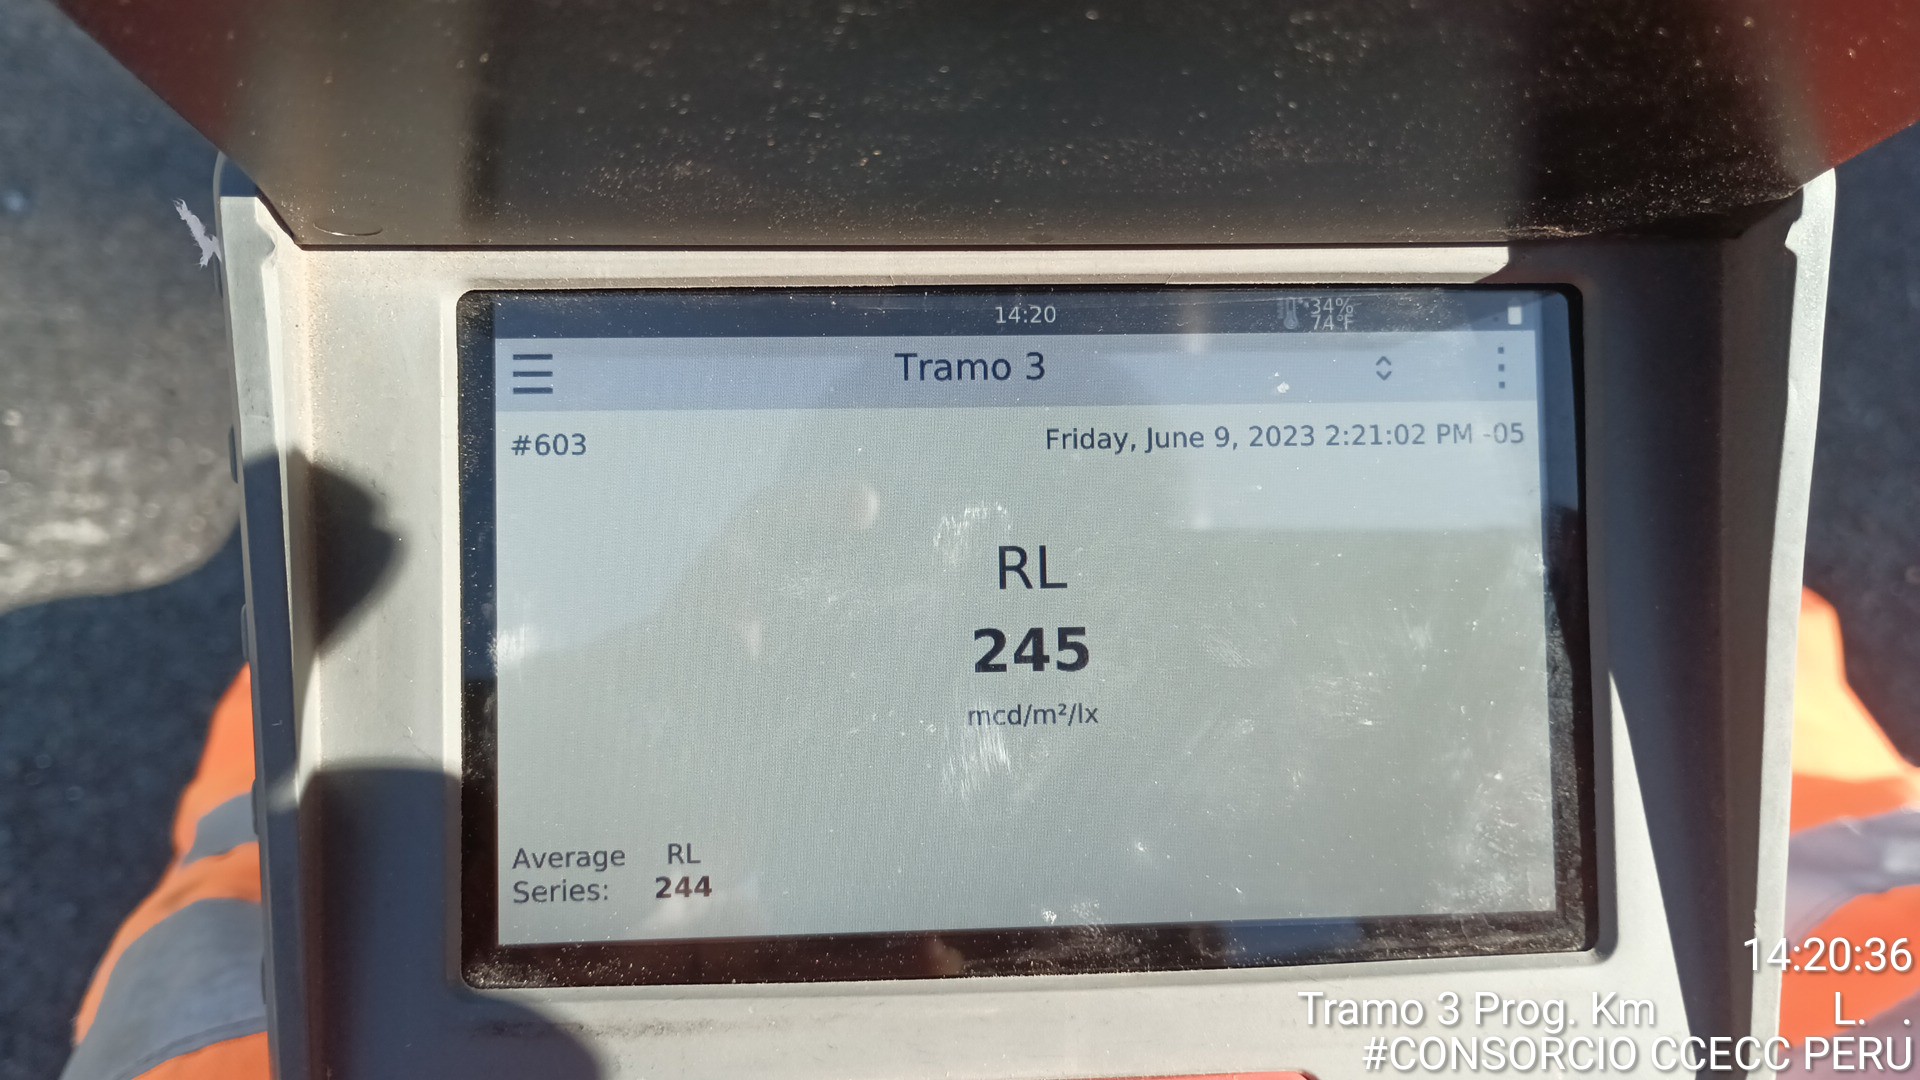 14:20
34%
74°F
Tramo 3
#603
Friday, June 9, 2023 2:21:02 PM -05
RL
245
mcd/m²/lx
Average RL
Series: 244
14:20:36
Tramo 3 Prog. Km L. .
#CONSORCIO CCECC PERU